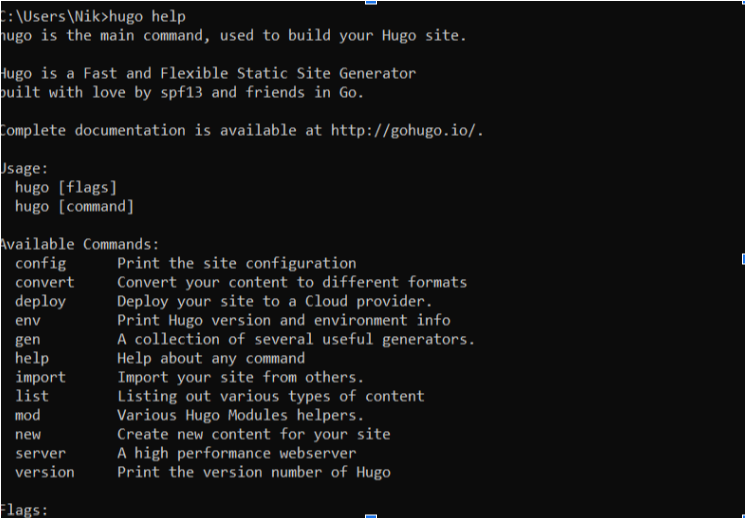 C:\Users\Nik>hugo help
hugo is the main command, used to build your Hugo site.
Hugo is a Fast and Flexible Static Site Generator
built with love by spf13 and friends in Go.
Complete documentation is available at http://gohugo.io/.
Usage:
hugo [flags]
hugo [command]
Available Commands:
config Print the site configuration
convert Convert your content to different formats
deploy Deploy your site to a Cloud provider.
env Print Hugo version and environment info
gen A collection of several useful generators.
help Help about any command
import Import your site from others.
list Listing out various types of content
mod Various Hugo Modules helpers.
new Create new content for your site
server A high performance webserver
version Print the version number of Hugo
Flags: